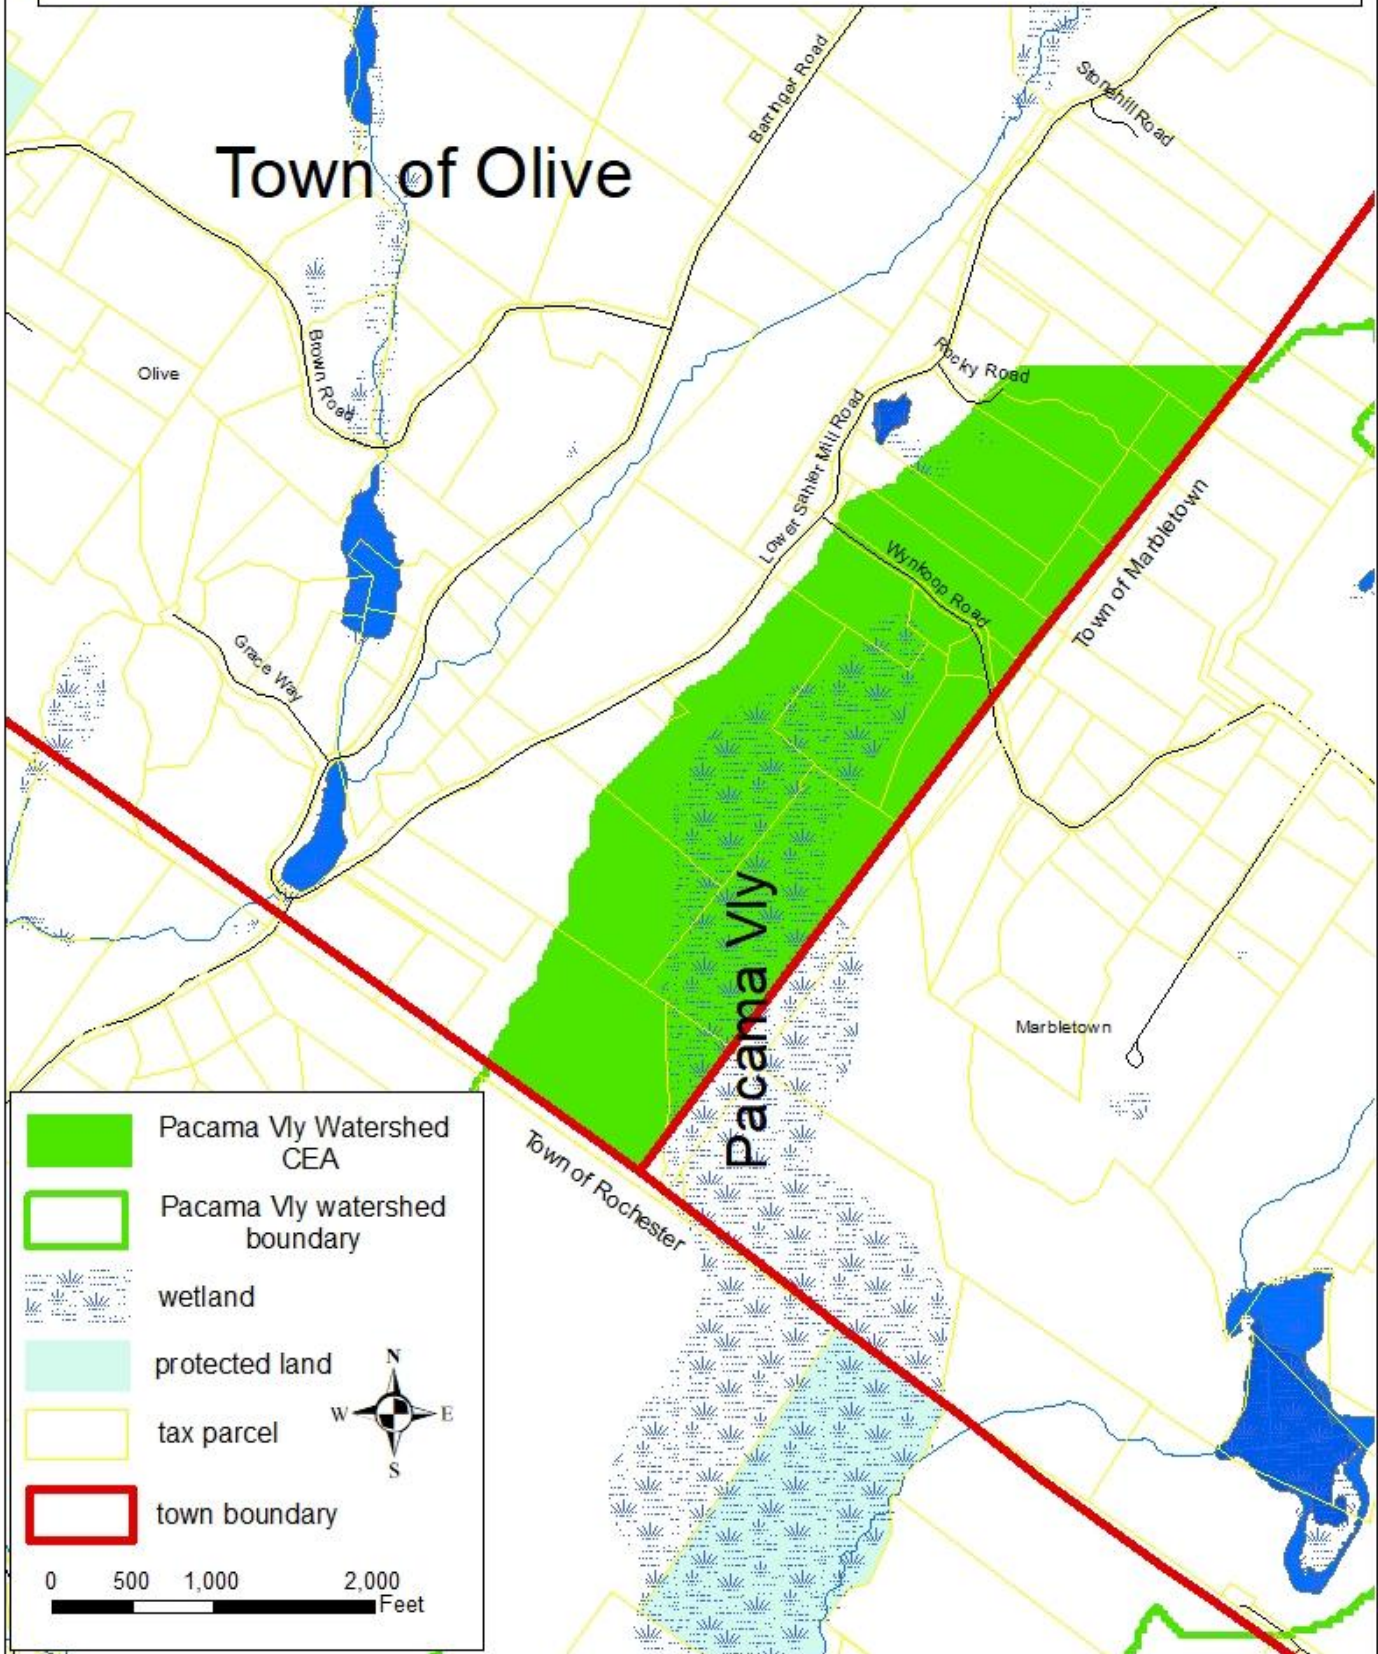 Town of Olive
Barringer Road
Stonehill Road
Brown Road
Olive
Rocky Road
Lower Sahler Mill Road
Wynkoop Road
Town of Marbletown
Grace Way
Pacama Vly
Marbletown
Town of Rochester
Pacama Vly Watershed
CEA
Pacama Vly watershed
boundary
wetland
protected land
tax parcel
town boundary
N
W E
S
0 500 1,000 2,000
Feet